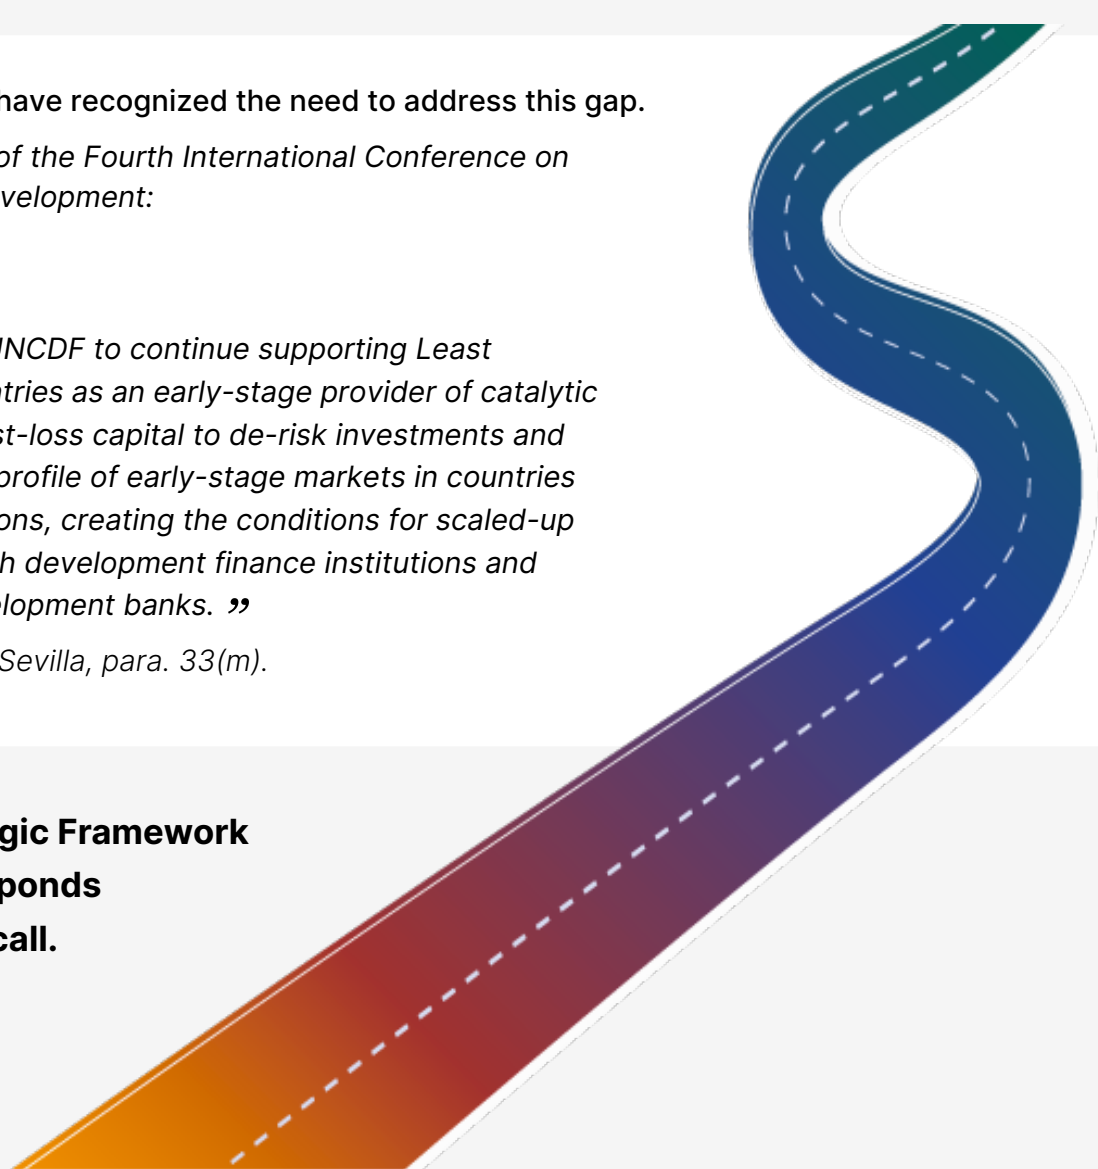 have recognized the need to address this gap.
of the Fourth International Conference on
velopment:
NCDF to continue supporting Least
tries as an early-stage provider of catalytic
st-loss capital to de-risk investments and
profile of early-stage markets in countries
ons, creating the conditions for scaled-up
h development finance institutions and
elopment banks. ”
Sevilla, para. 33(m).
gic Framework
ponds
call.